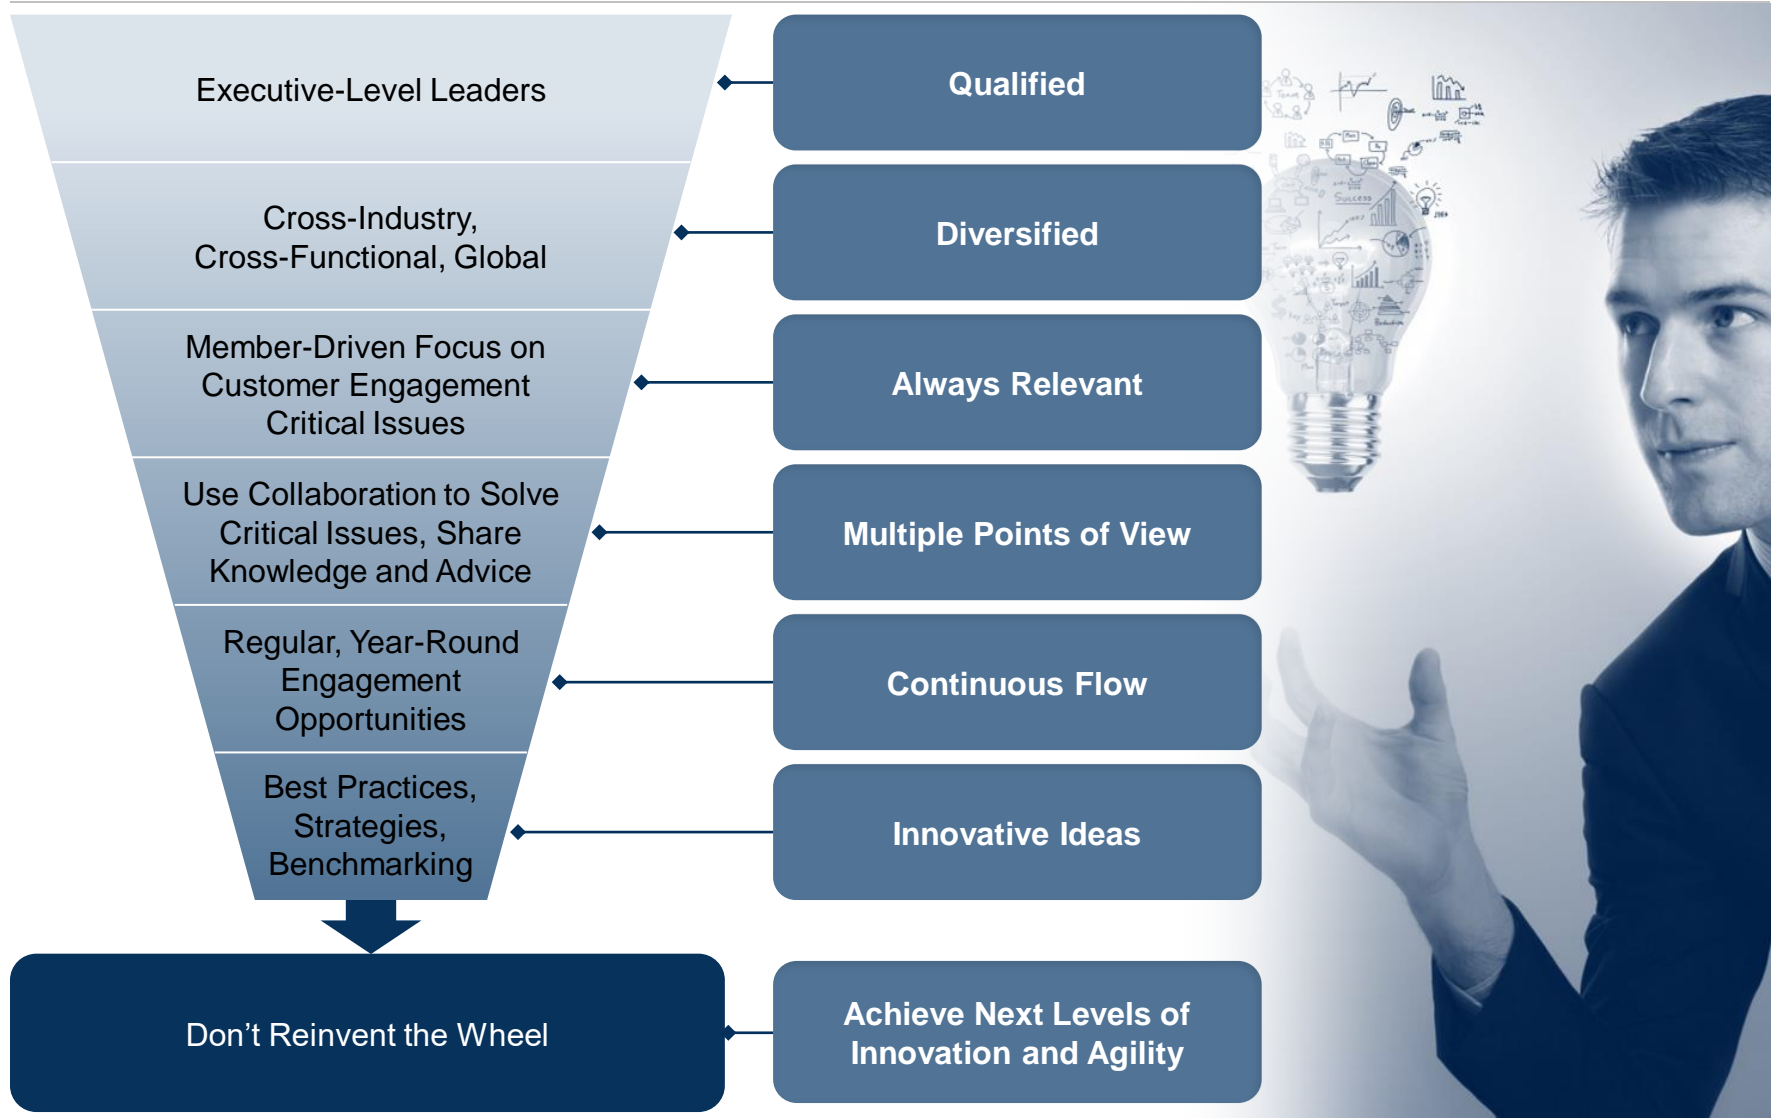 Executive-Level Leaders
Qualified
Cross-Industry,
Cross-Functional, Global
Diversified
Member-Driven Focus on
Customer Engagement
Critical Issues
Always Relevant
Use Collaboration to Solve
Critical Issues, Share
Knowledge and Advice
Multiple Points of View
Regular, Year-Round
Engagement
Opportunities
Continuous Flow
Best Practices,
Strategies,
Benchmarking
Innovative Ideas
Don’t Reinvent the Wheel
Achieve Next Levels of
Innovation and Agility
Team
Success